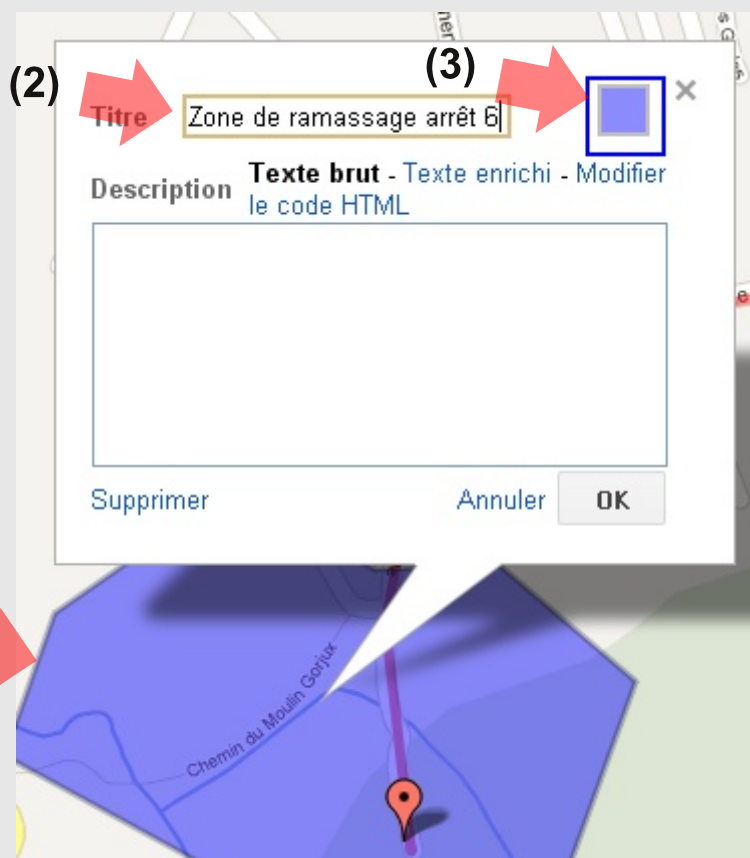 (2)
(3)
Titre Zone de ramassage arrêt 6
Description Texte brut - Texte enrichi - Modifier
le code HTML
Supprimer Annuler OK
Chemin du Moulin Gorjux